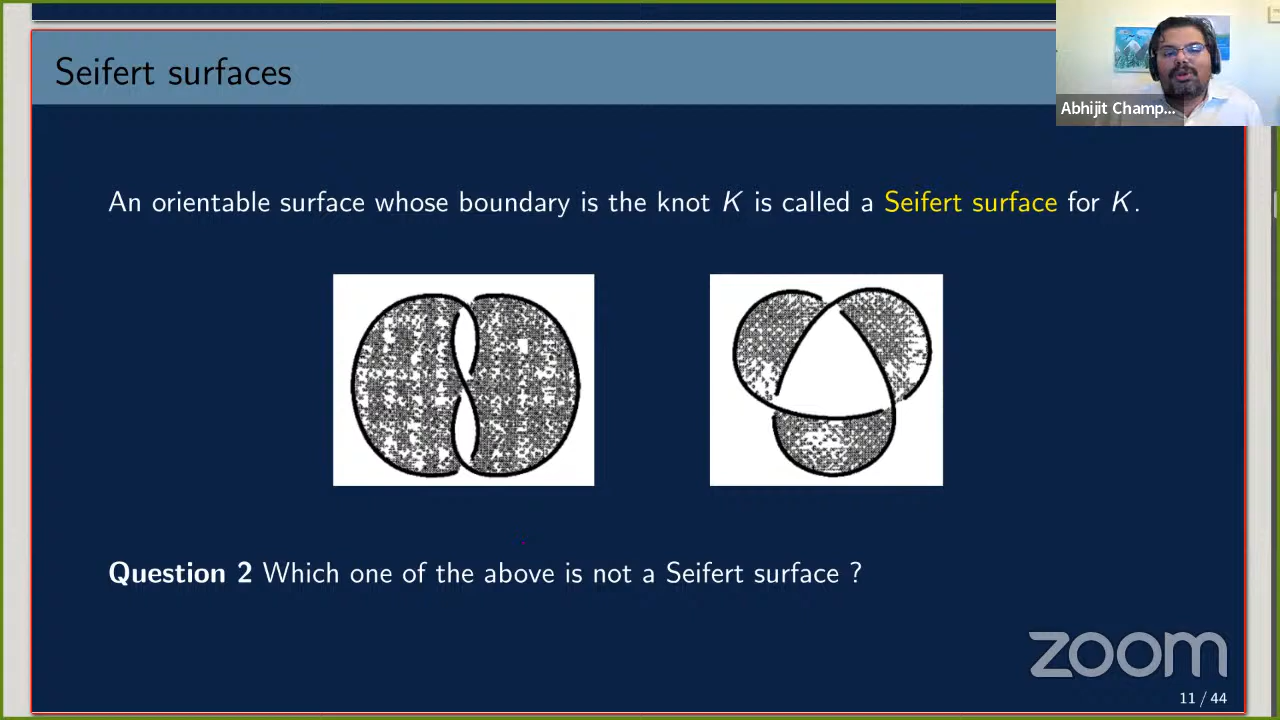 Seifert surfaces
Abhijit Champ...
An orientable surface whose boundary is the knot K is called a Seifert surface for K.
Question 2 Which one of the above is not a Seifert surface ?
zoom
11 / 44